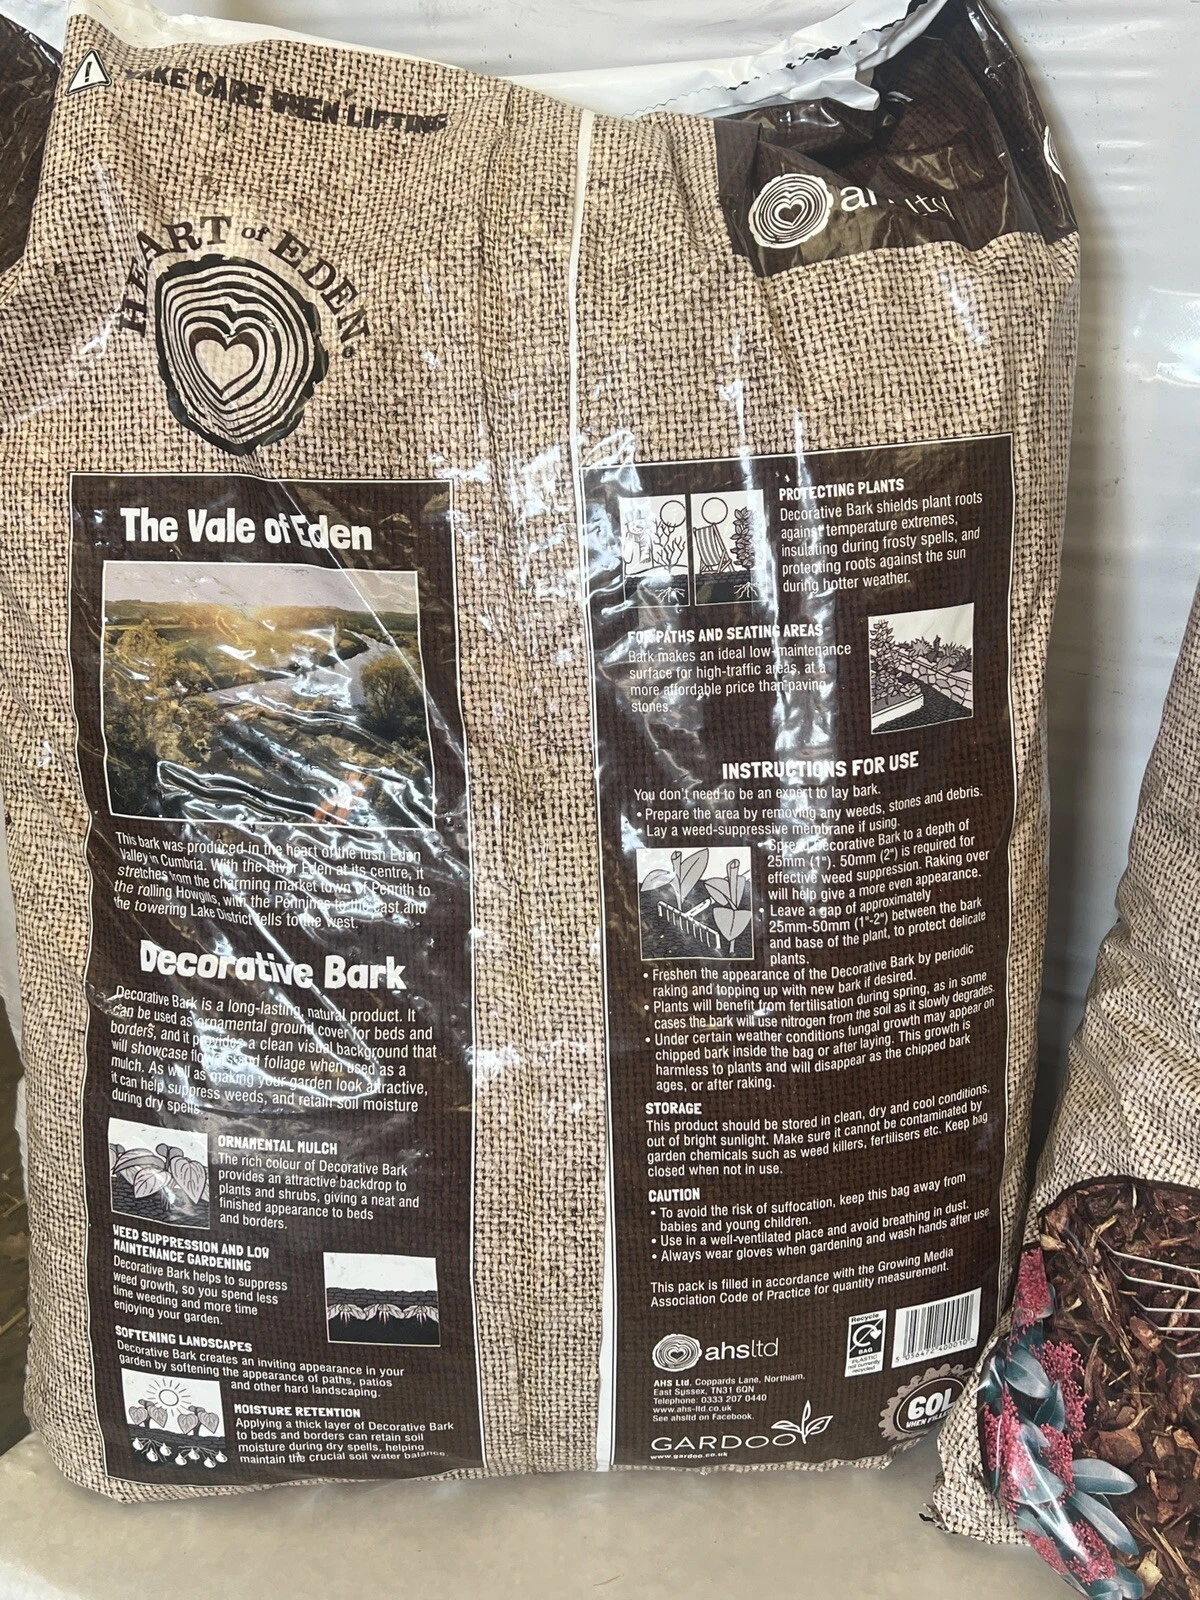 CARE WHEN LIFTING
HEART of EDEN®
The Vale of Eden
This bark was produced in the heart of the lush Eden
Valley in Cumbria. With the River Eden at its centre, it
stretches from the charming market town of Penrith to
the rolling Howgills, with the Pennines to the east and
the towering Lake District fells to the west.
Decorative Bark
Decorative Bark is a long-lasting, natural product. It
can be used as ornamental ground cover for beds and
borders, and it provides a clean visual background that
will showcase flowers and foliage when used as a
mulch. As well as making your garden look attractive,
it can help suppress weeds, and retain soil moisture
during dry spells.
ORNAMENTAL MULCH
The rich colour of Decorative Bark
provides an attractive backdrop to
plants and shrubs, giving a neat and
finished appearance to beds
and borders.
WEED SUPPRESSION AND LOW
MAINTENANCE GARDENING
Decorative Bark helps to suppress
weed growth, so you spend less
time weeding and more time
enjoying your garden.
SOFTENING LANDSCAPES
Decorative Bark creates an inviting appearance in your
garden by softening the appearance of paths, patios
and other hard landscaping.
MOISTURE RETENTION
Applying a thick layer of Decorative Bark
to beds and borders can retain soil
moisture during dry spells, helping
maintain the crucial soil water balance.
PROTECTING PLANTS
Decorative Bark shields plant roots
against temperature extremes,
insulating during frosty spells, and
protecting roots against the sun
during hotter weather.
FOR PATHS AND SEATING AREAS
Bark makes an ideal low-maintenance
surface for high-traffic areas, at a
more affordable price than paving
stones.
INSTRUCTIONS FOR USE
You don't need to be an expert to lay bark.
• Prepare the area by removing any weeds, stones and debris.
• Lay a weed-suppressive membrane if using.
• Spread Decorative Bark to a depth of
25mm (1"). 50mm (2") is required for
effective weed suppression. Raking over
will help give a more even appearance.
• Leave a gap of approximately
25mm-50mm (1"-2") between the bark
and base of the plant, to protect delicate
plants.
• Freshen the appearance of the Decorative Bark by periodic
raking and topping up with new bark if desired.
• Plants will benefit from fertilisation during spring, as in some
cases the bark will use nitrogen from the soil as it slowly degrades.
• Under certain weather conditions fungal growth may appear on
chipped bark inside the bag or after laying. This growth is
harmless to plants and will disappear as the chipped bark
ages, or after raking.
STORAGE
This product should be stored in clean, dry and cool conditions,
out of bright sunlight. Make sure it cannot be contaminated by
garden chemicals such as weed killers, fertilisers etc. Keep bag
closed when not in use.
CAUTION
• To avoid the risk of suffocation, keep this bag away from
babies and young children.
• Use in a well-ventilated place and avoid breathing in dust.
• Always wear gloves when gardening and wash hands after use.
This pack is filled in accordance with the Growing Media
Association Code of Practice for quantity measurement.
ahsltd
AHS Ltd, Coppards Lane, Northiam,
East Sussex, TN31 6QN
Telephone: 0333 207 0440
www.ahs-ltd.co.uk
See ahsltd on Facebook.
GARDOO
www.gardoo.co.uk
Recycle
BAG
PLASTIC
not currently
recycled
60L
WHEN FILLED